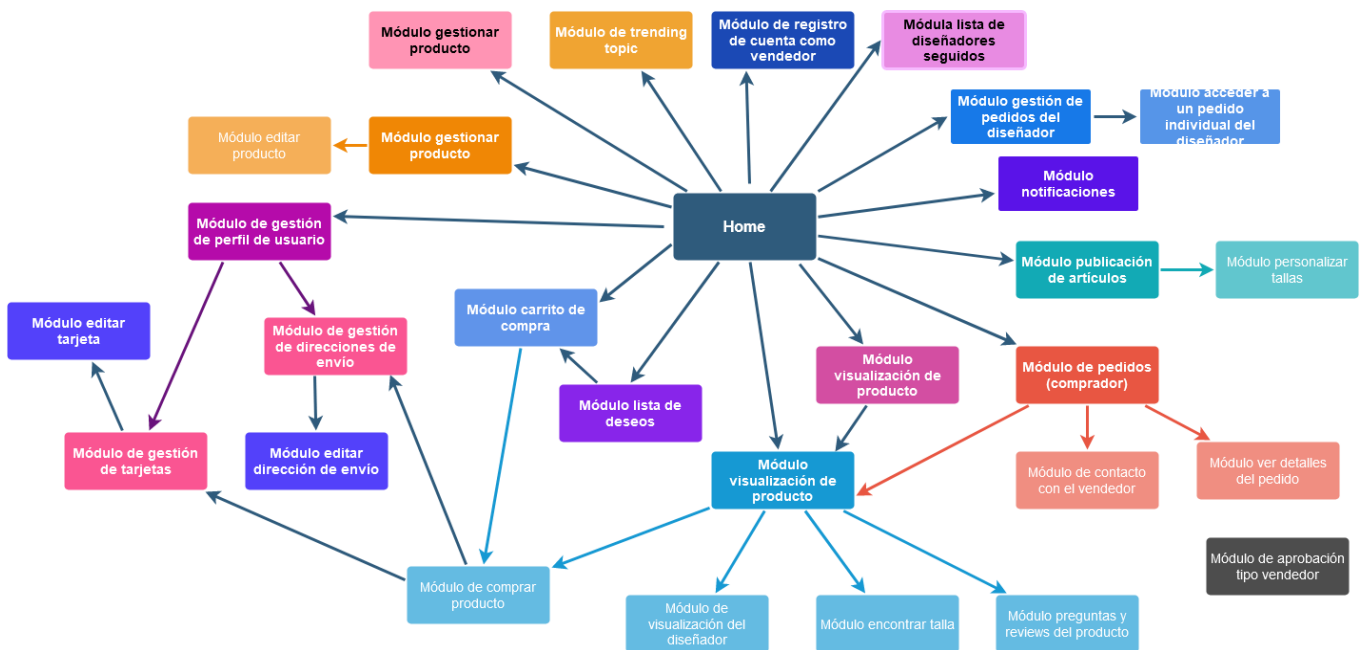 Módulo gestionar
producto
Módulo de trending
topic
Módulo de registro
de cuenta como
vendedor
Módula lista de
diseñadores
seguidos
Módulo gestión de
pedidos del
diseñador
Módulo acceder a
un pedido
individual del
diseñador
Módulo editar
producto
Módulo gestionar
producto
Módulo
notificaciones
Módulo de gestión
de perfil de usuario
Home
Módulo publicación
de artículos
Módulo personalizar
tallas
Módulo editar
tarjeta
Módulo de gestión
de direcciones de
envío
Módulo carrito de
compra
Módulo
visualización de
producto
Módulo de pedidos
(comprador)
Módulo lista de
deseos
Módulo de gestión
de tarjetas
Módulo editar
dirección de envío
Módulo
visualización de
producto
Módulo de contacto
con el vendedor
Módulo ver detalles
del pedido
Módulo de aprobación
tipo vendedor
Módulo de comprar
producto
Módulo de
visualización del
diseñador
Módulo encontrar talla
Módulo preguntas y
reviews del producto